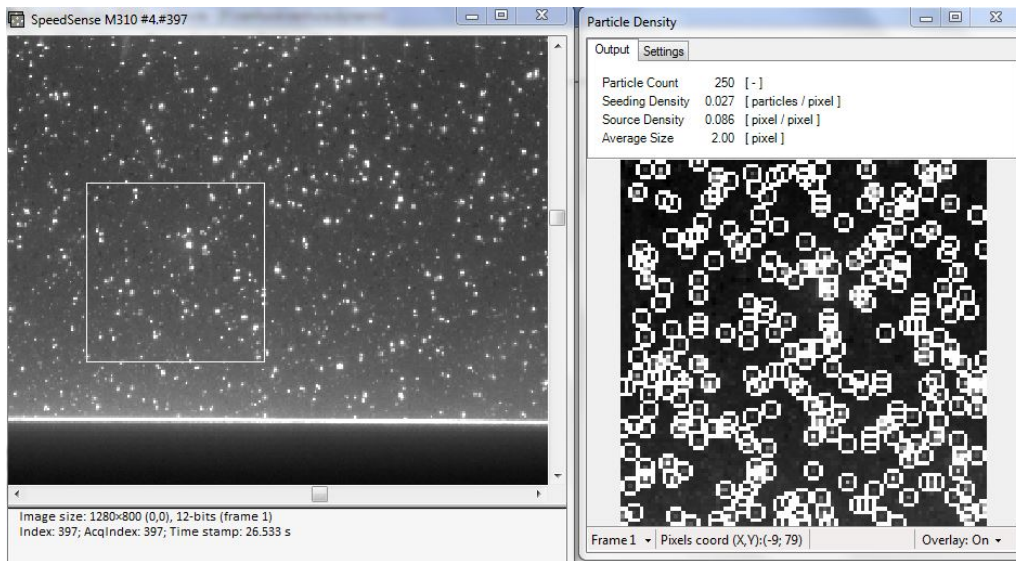 SpeedSense M310 #4.#397
Image size: 1280×800 (0,0), 12-bits (frame 1)
Index: 397; AcqIndex: 397; Time stamp: 26.533 s
Particle Density
Output Settings
Particle Count 250 [ - ]
Seeding Density 0.027 [ particles / pixel ]
Source Density 0.086 [ pixel / pixel ]
Average Size 2.00 [ pixel ]
Frame 1 Pixels coord (X,Y):(-9; 79) Overlay: On